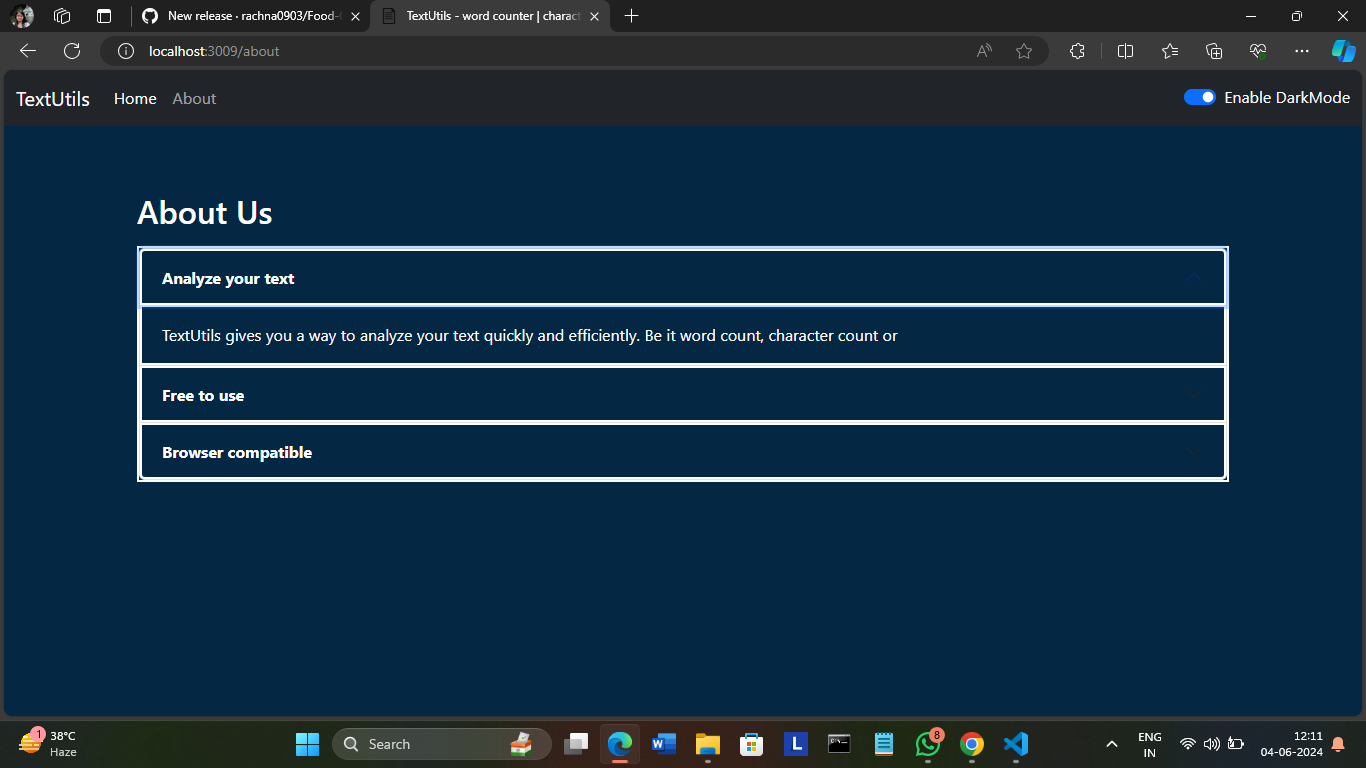 New release · rachna0903/Food-
TextUtils - word counter | charact
localhost:3009/about
TextUtils
Home
About
Enable DarkMode
About Us
Analyze your text
TextUtils gives you a way to analyze your text quickly and efficiently. Be it word count, character count or
Free to use
Browser compatible
1
38°C
Haze
Search
W
L
8
ENG
IN
12:11
04-06-2024